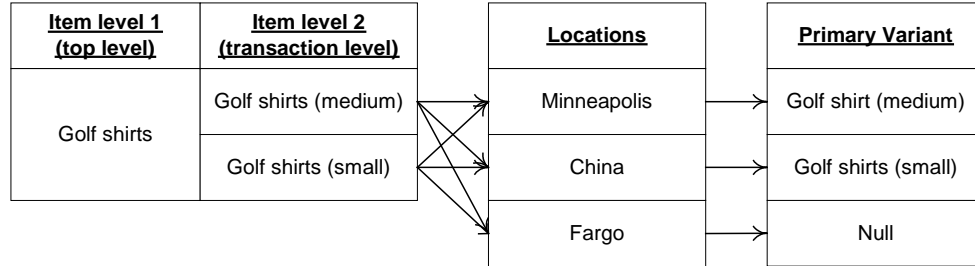 Item level 1
(top level)
Item level 2
(transaction level)
Locations
Primary Variant
Golf shirts
Golf shirts (medium)
Golf shirts (small)
Minneapolis
China
Fargo
Golf shirt (medium)
Golf shirts (small)
Null